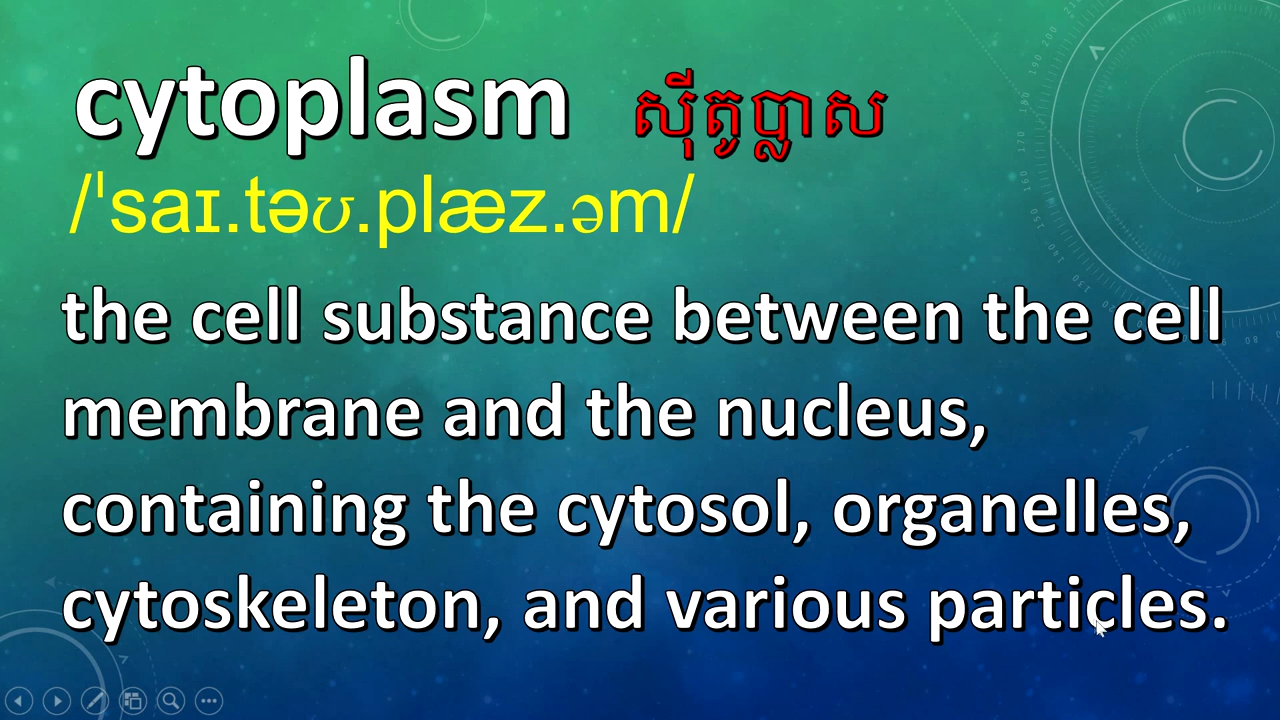 cytoplasm ស៊ីតូប្លាស
/ˈsaɪ.təʊ.plæz.əm/
the cell substance between the cell
membrane and the nucleus,
containing the cytosol, organelles,
cytoskeleton, and various particles.